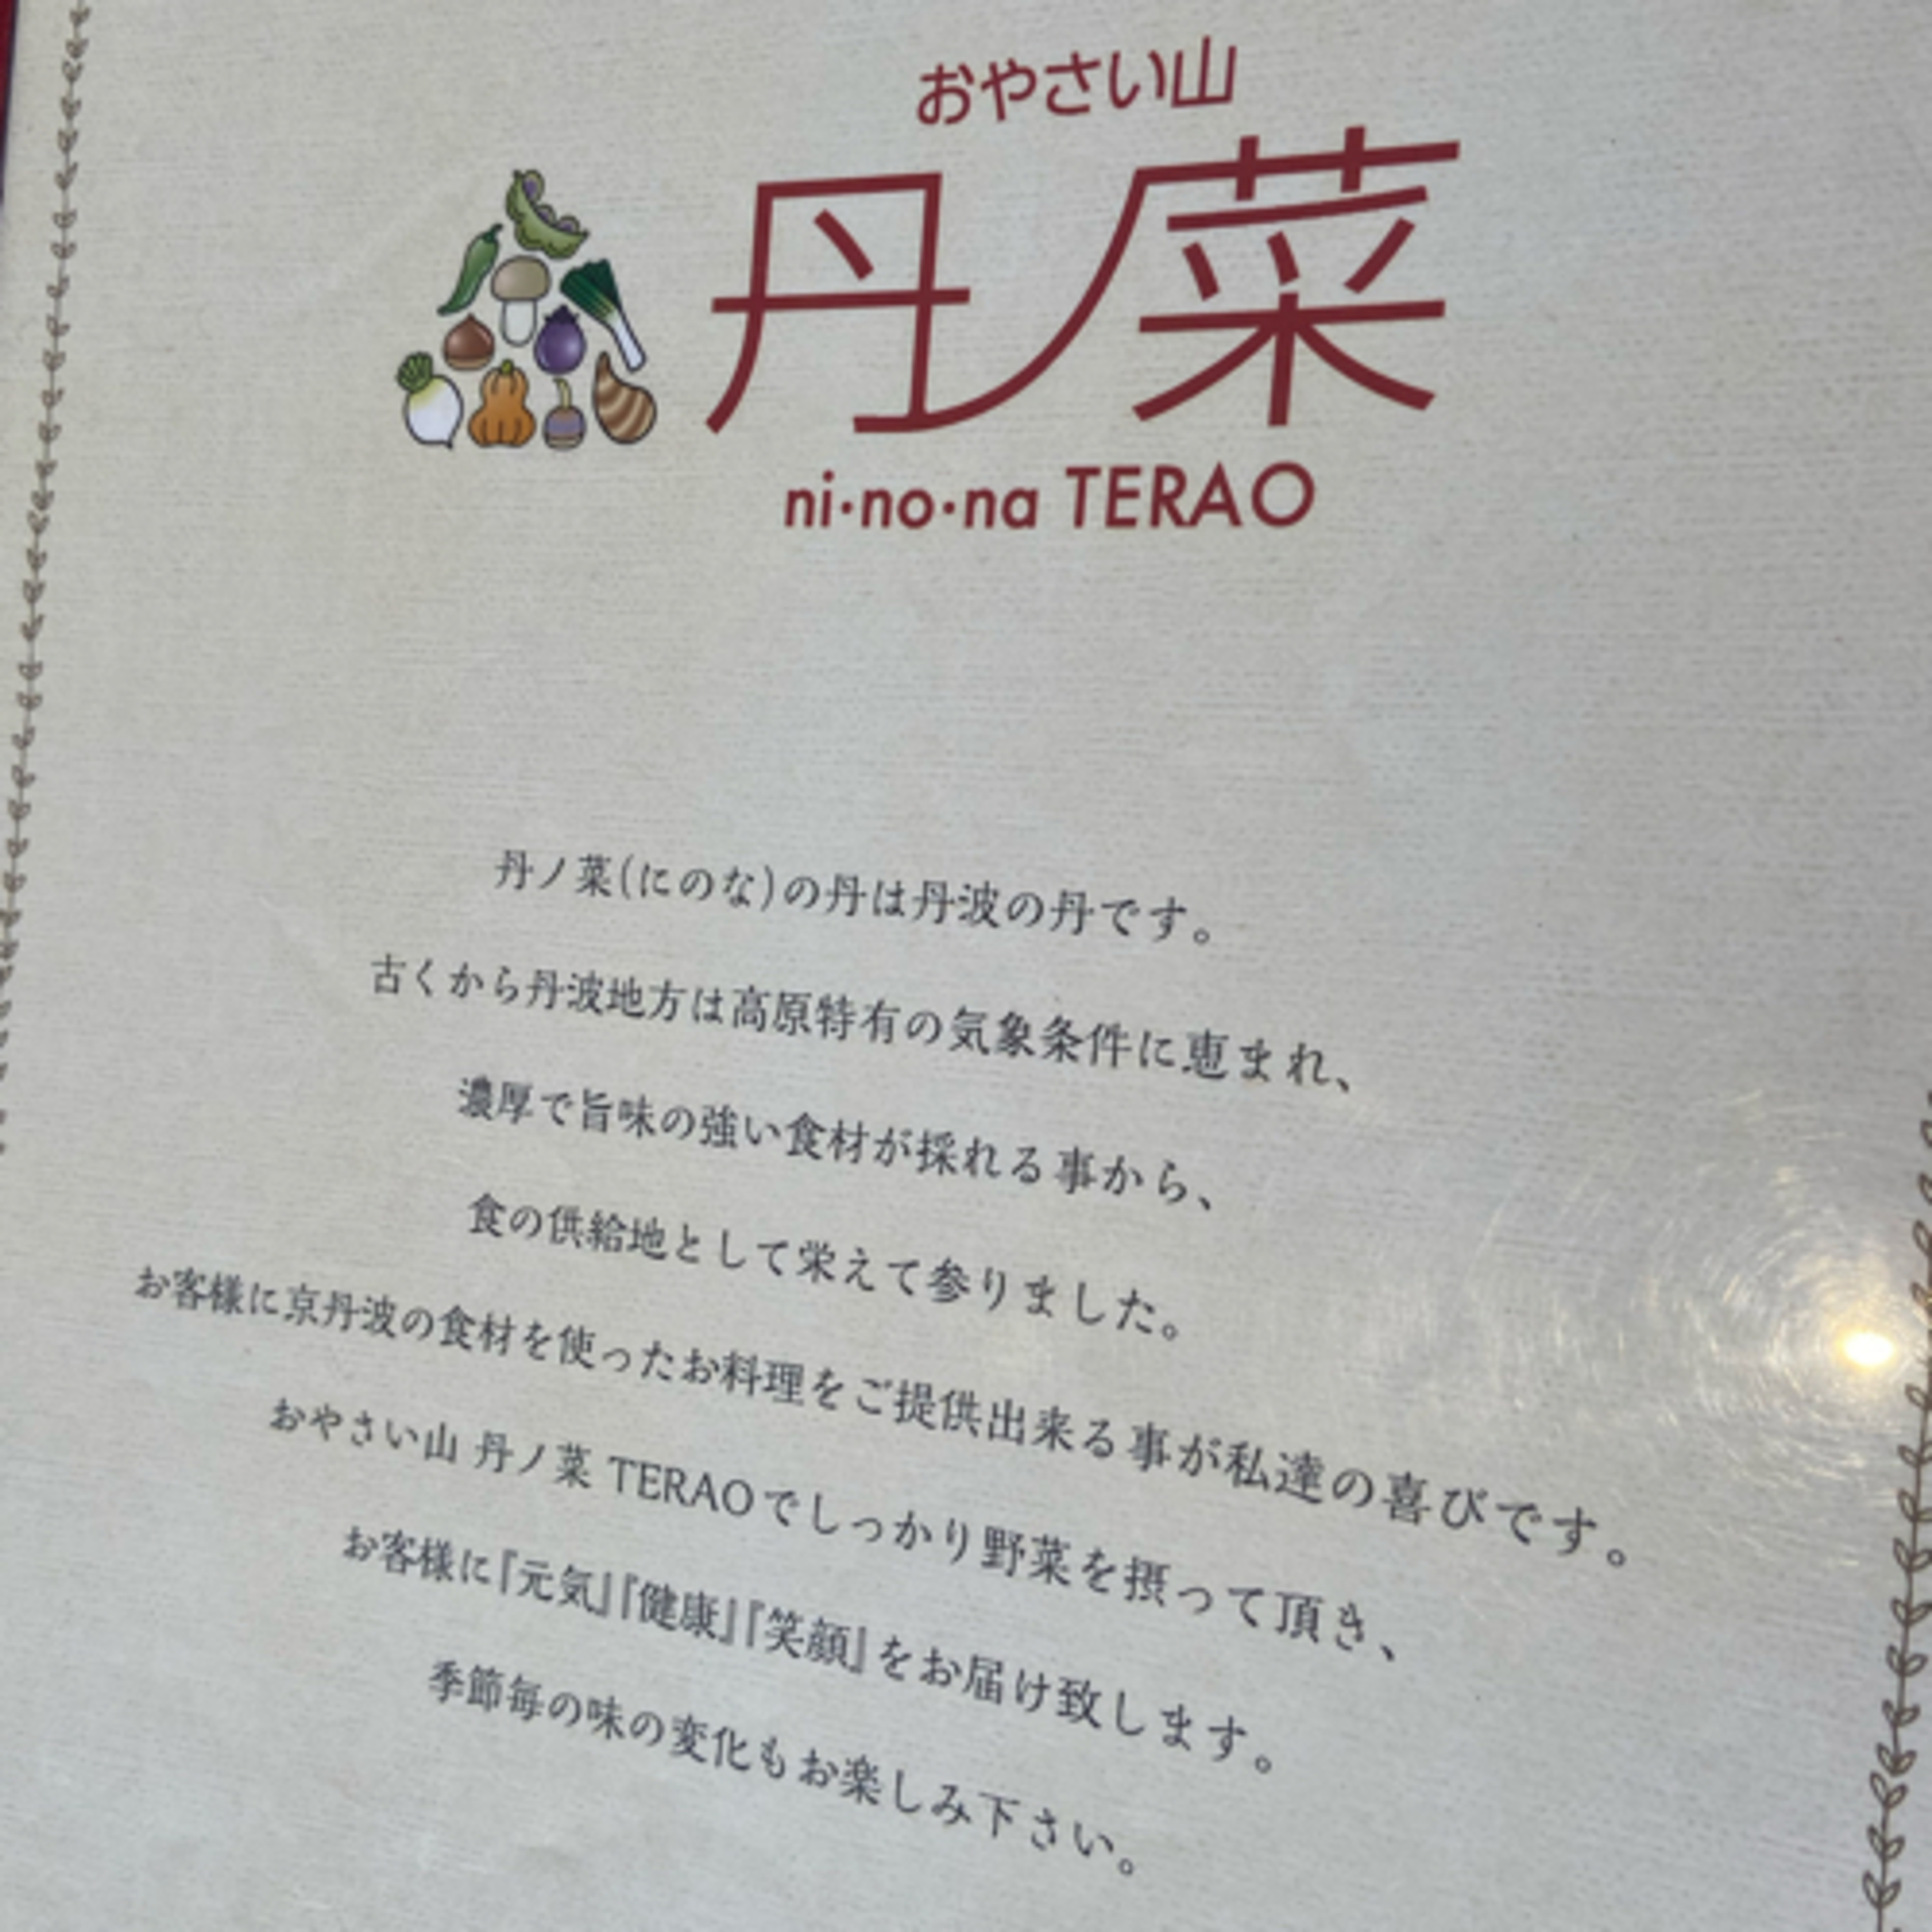 おやさい山
丹ノ菜
ni·no·na TERAO
丹ノ菜(にのな)の丹は丹波の丹です。
古くから丹波地方は高原特有の気象条件に恵まれ、
濃厚で旨味の強い食材が採れる事から、
食の供給地として栄えて参りました。
お客様に京丹波の食材を使ったお料理をご提供出来る事が私達の喜びです。
おやさい山 丹ノ菜 TERAOでしっかり野菜を摂って頂き、
お客様に『元気』『健康』『笑顔』をお届け致します。
季節毎の味の変化もお楽しみ下さい。